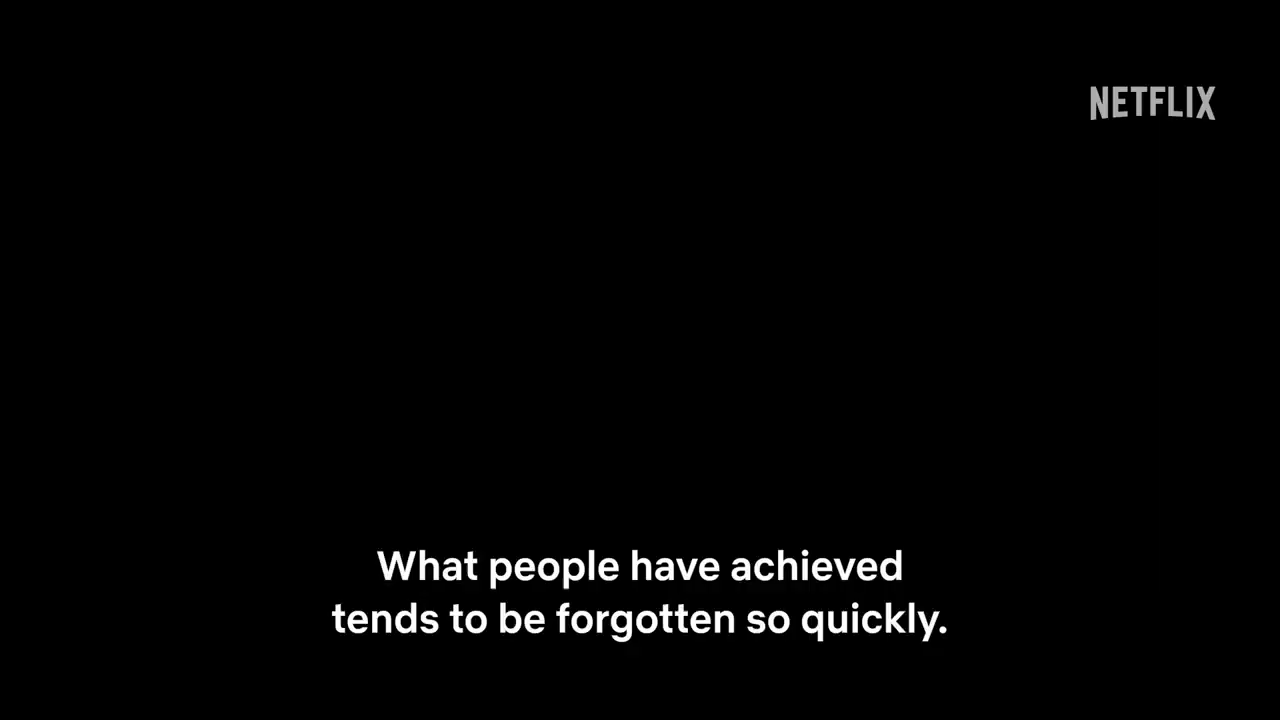 NETFLIX
What people have achieved
tends to be forgotten so quickly.